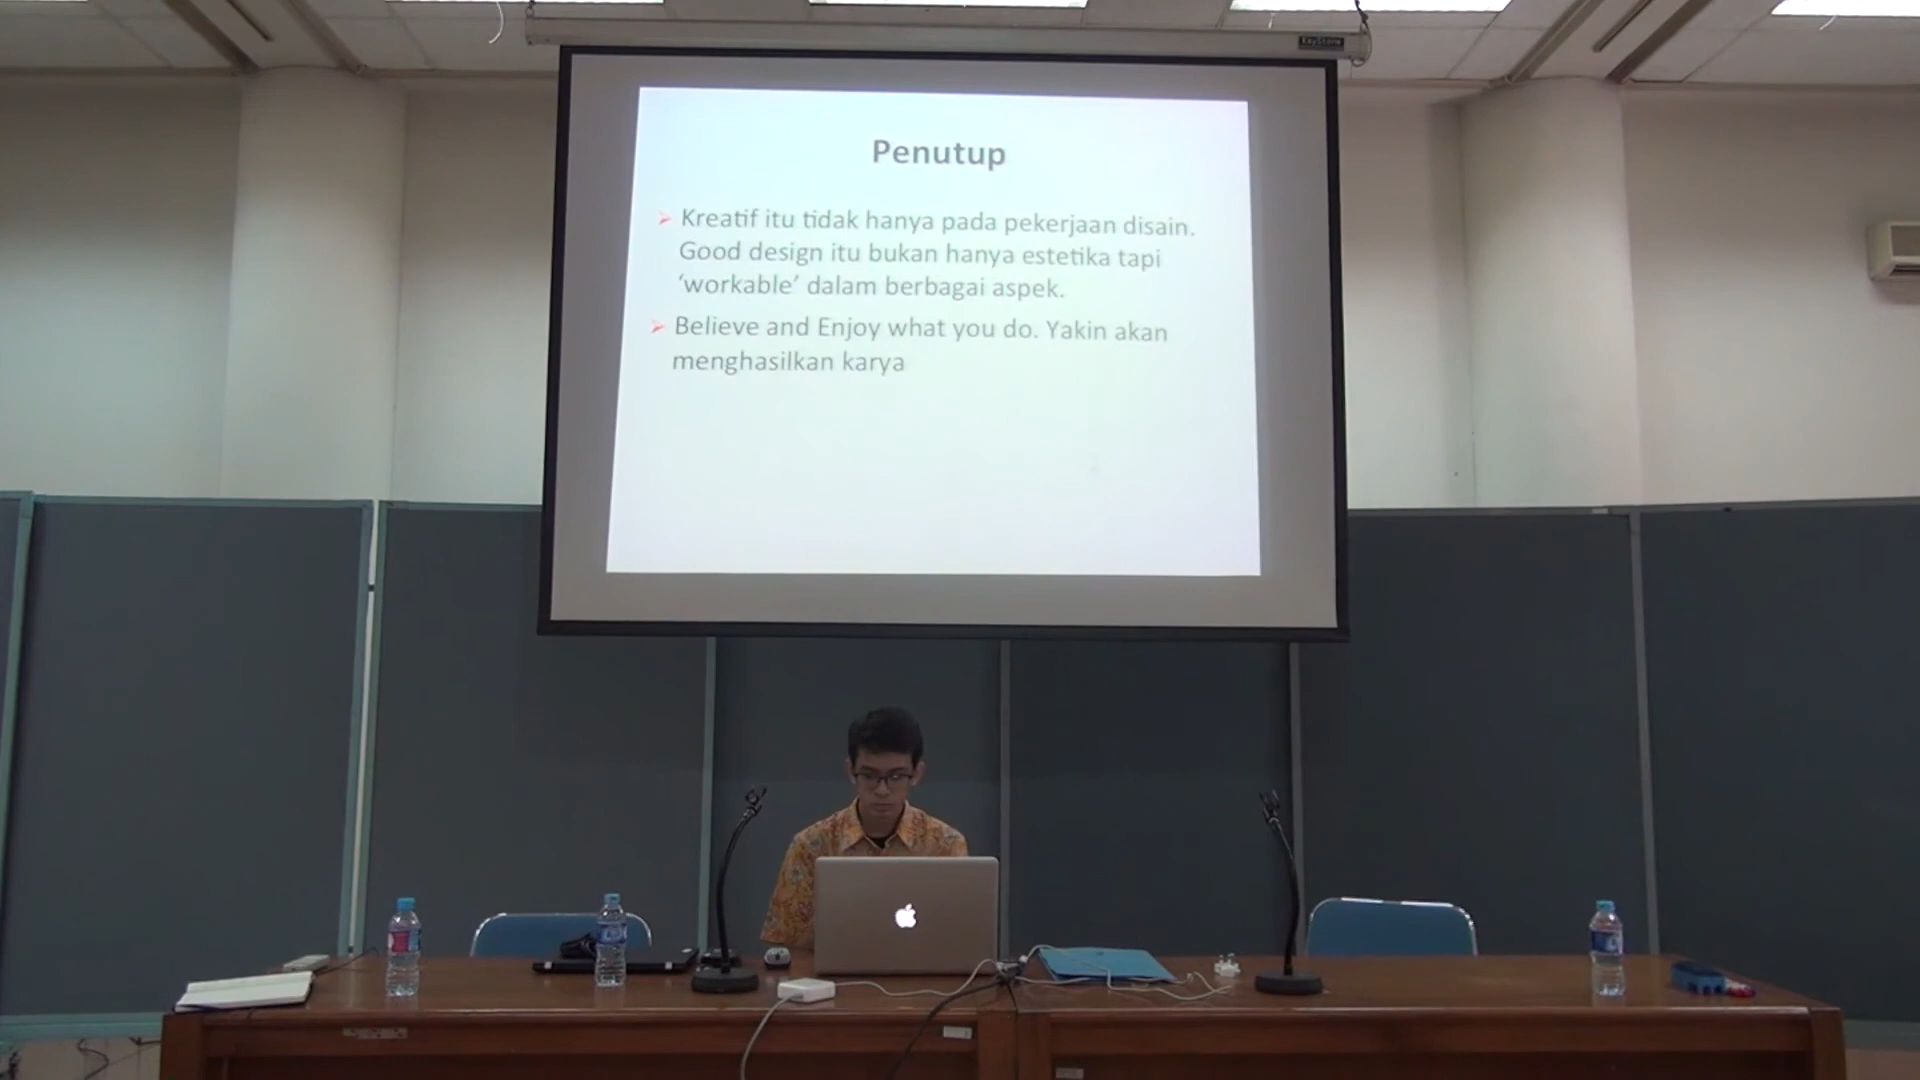 KeyStone
Penutup
Kreatif itu tidak hanya pada pekerjaan disain.
Good design itu bukan hanya estetika tapi
‘workable’ dalam berbagai aspek.
Believe and Enjoy what you do. Yakin akan
menghasilkan karya